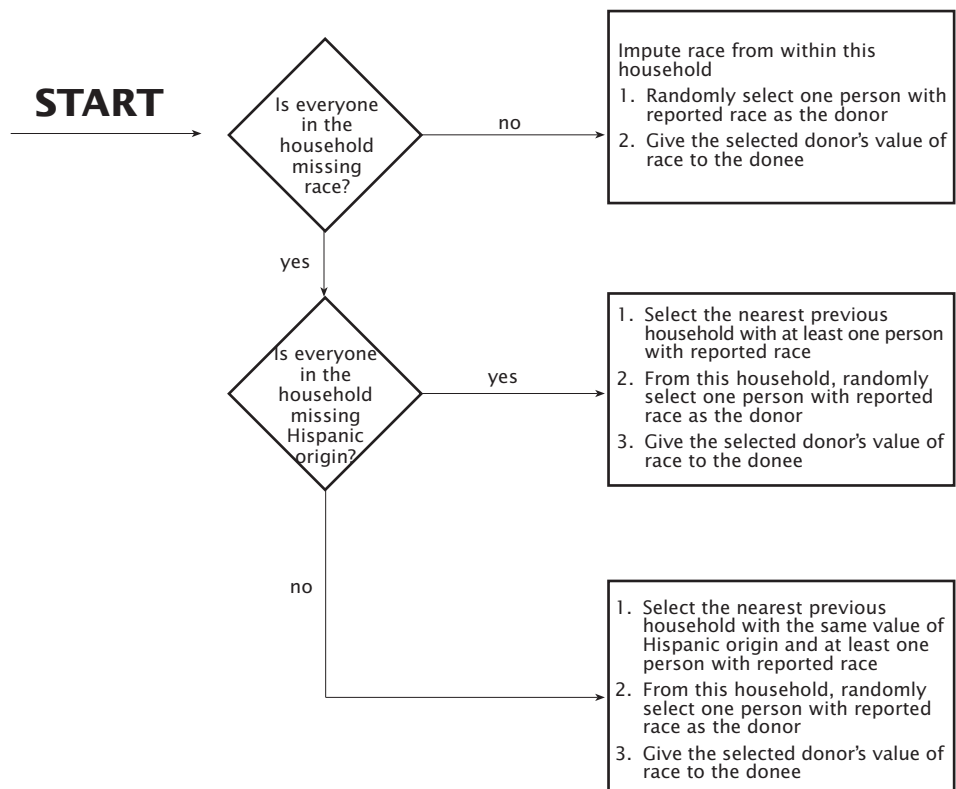 START
Is everyone
in the
household
missing
race?
no
Impute race from within this
household
1. Randomly select one person with
reported race as the donor
2. Give the selected donor's value of
race to the donee
yes
Is everyone
in the
household
missing
Hispanic
origin?
yes
1. Select the nearest previous
household with at least one person
with reported race
2. From this household, randomly
select one person with reported
race as the donor
3. Give the selected donor's value of
race to the donee
no
1. Select the nearest previous
household with the same value of
Hispanic origin and at least one
person with reported race
2. From this household, randomly
select one person with reported
race as the donor
3. Give the selected donor's value of
race to the donee